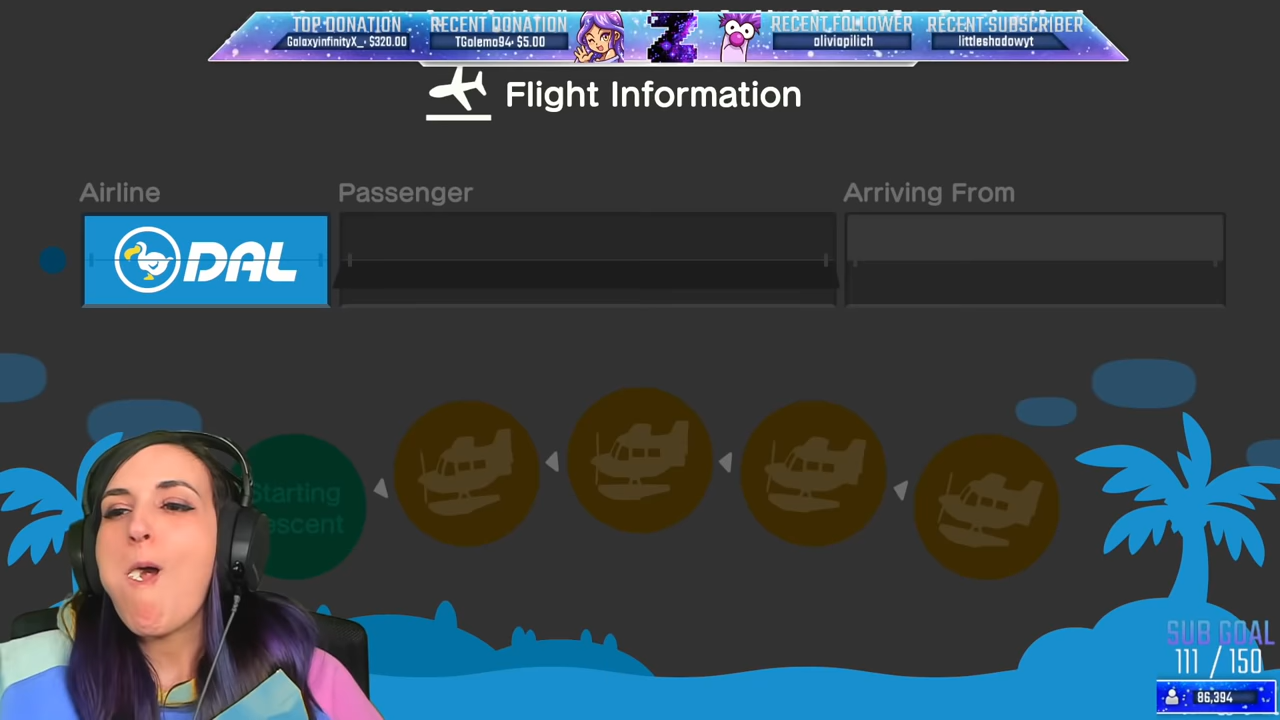 TOP DONATION
GalaxyinfinityX_• $320.00
RECENT DONATION
TGolemo94• $5.00
Z
RECENT FOLLOWER
oliviapilich
RECENT SUBSCRIBER
littleshadowyt
Flight Information
Airline
Passenger
Arriving From
DAL
Starting
escent
SUB GOAL
111 / 150
86,394